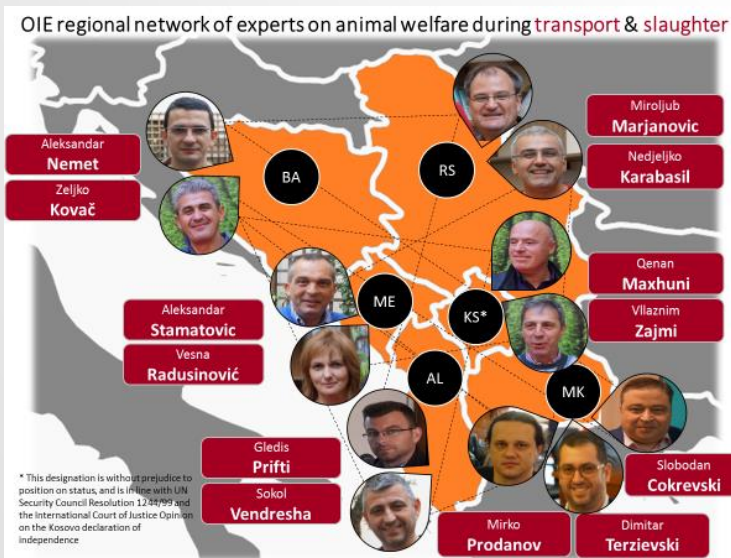 OIE regional network of experts on animal welfare during transport & slaughter
Aleksandar
Nemet
Zeljko
Kovač
BA
RS
Miroljub
Marjanovic
Nedjeljko
Karabasil
Aleksandar
Stamatovic
Vesna
Radusinović
ME
KS*
AL
MK
Qenan
Maxhuni
Vllaznim
Zajmi
Gledis
Prifti
Sokol
Vendresha
Slobodan
Cokrevski
Mirko
Prodanov
Dimitar
Terzievski
* This designation is without prejudice to
position on status, and is in line with UN
Security Council Resolution 1244/99 and
the International Court of Justice Opinion
on the Kosovo declaration of
independence